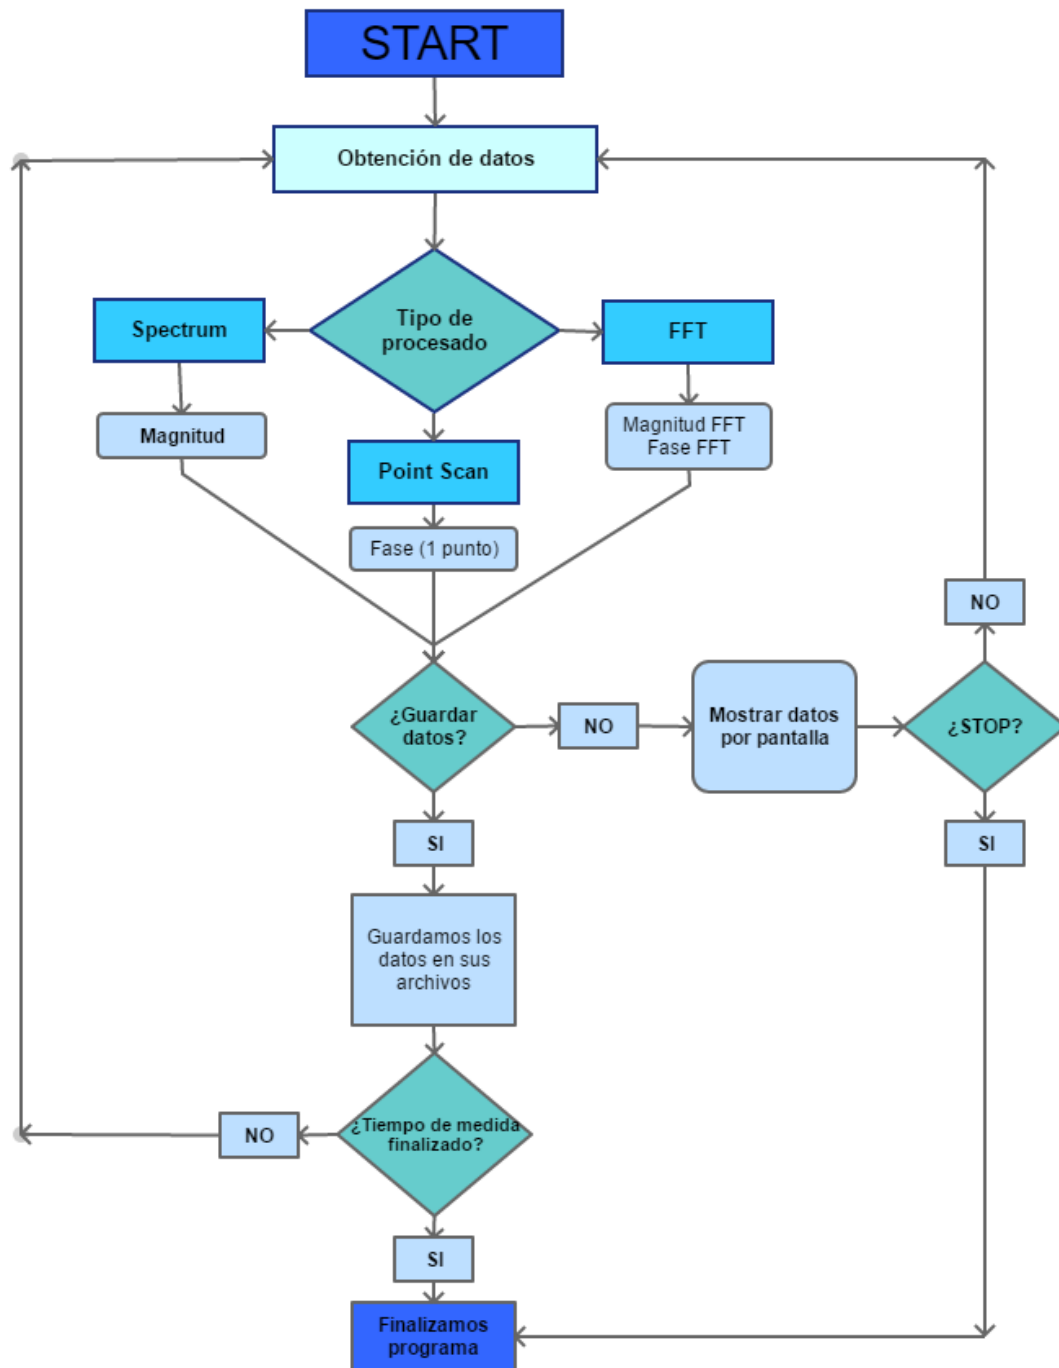 START
Obtención de datos
Tipo de
procesado
Spectrum
FFT
Magnitud
Magnitud FFT
Fase FFT
Point Scan
Fase (1 punto)
NO
¿Guardar
datos?
NO
Mostrar datos
por pantalla
¿STOP?
SI
SI
Guardamos los
datos en sus
archivos
¿Tiempo de medida
finalizado?
NO
SI
Finalizamos
programa